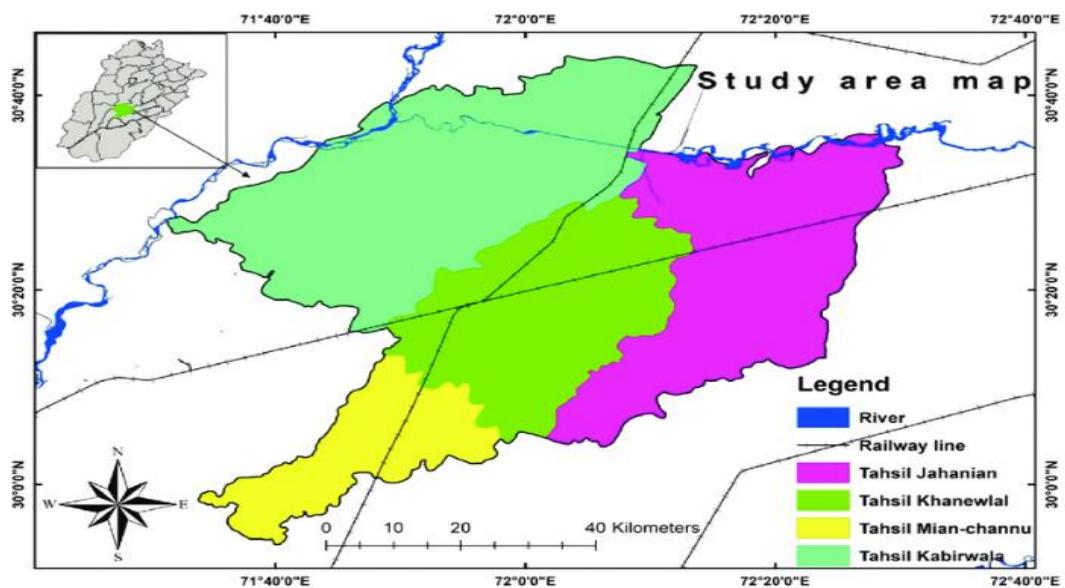 71°40'0"E 72°0'0"E 72°20'0"E 72°40'0"E
Study area map
30°40'0"N 30°40'0"N
30°20'0"N 30°20'0"N
30°0'0"N 30°0'0"N
Legend
River
Railway line
Tahsil Jahanian
Tahsil Khanewlal
Tahsil Mian-channu
Tahsil Kabirwala
N
W E
S
0 10 20 40 Kilometers
71°40'0"E 72°0'0"E 72°20'0"E 72°40'0"E